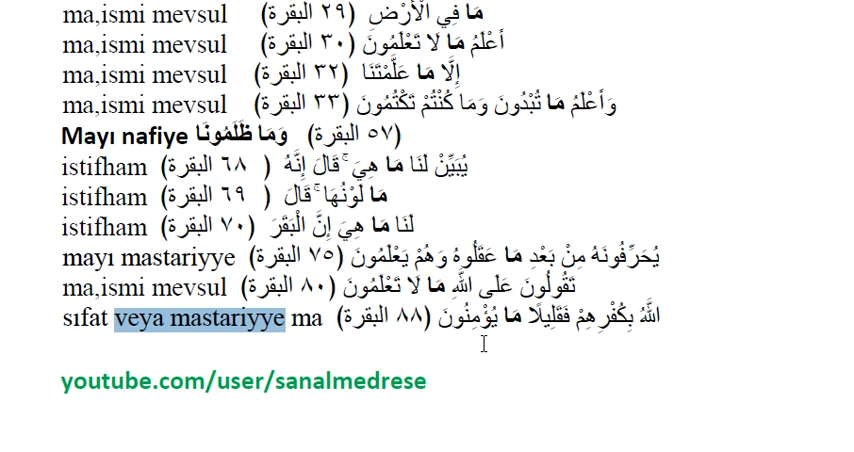 ma,ismi mevsul (٢٩ البقرة) مَا فِي الْأَرْضِ
ma,ismi mevsul (٣٠ البقرة) أَعْلَمُ مَا لَا تَعْلَمُونَ
ma,ismi mevsul (٣٢ البقرة) إِلَّا مَا عَلَّمْتَنَا
ma,ismi mevsul (٣٣ البقرة) وَأَعْلَمُ مَا تُبْدُونَ وَمَا كُنْتُمْ تَكْتُمُونَ
Mayı nafiye وَمَا ظَلَمُونَا (٥٧ البقرة)
istifham (٦٨ البقرة) يُبَيِّنْ لَنَا مَا هِيَ ۚ قَالَ إِنَّهُ
istifham (٦٩ البقرة) مَا لَوْنُهَا ۚ قَالَ
istifham (٧٠ البقرة) لَنَا مَا هِيَ إِنَّ الْبَقَرَ
mayı mastariyye (٧٥ البقرة) يُحَرِّفُونَهُ مِنْ بَعْدِ مَا عَقَلُوهُ وَهُمْ يَعْلَمُونَ
ma,ismi mevsul (٨٠ البقرة) تَقُولُونَ عَلَى اللَّهِ مَا لَا تَعْلَمُونَ
sıfat veya mastariyye ma (٨٨ البقرة) اللَّهُ بِكُفْرِهِمْ فَقَلِيلًا مَا يُؤْمِنُونَ
youtube.com/user/sanalmedrese